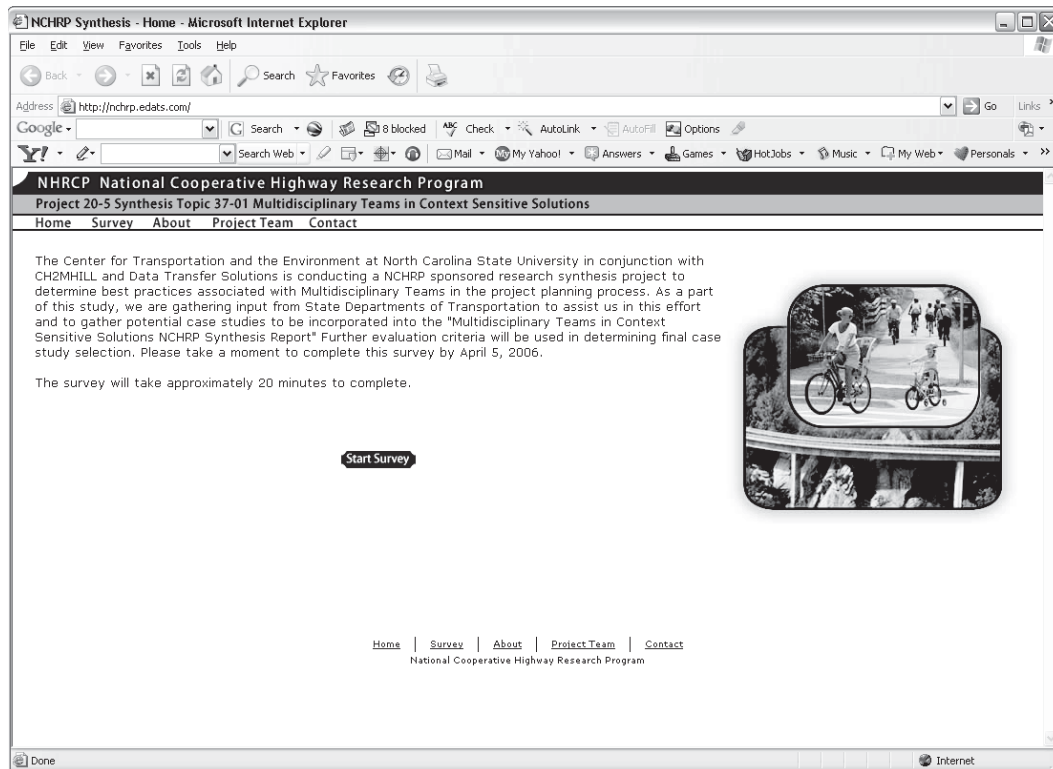 NCHRP Synthesis - Home - Microsoft Internet Explorer
File Edit View Favorites Tools Help
Back Search Favorites
Address http://nchrp.edats.com/ Go Links
Google Search 8 blocked ABC Check AutoLink AutoFill Options
Y! Search Web Mail My My Yahoo! Answers Games HotJobs Music My Web Personals
NHRCP National Cooperative Highway Research Program
Project 20-5 Synthesis Topic 37-01 Multidisciplinary Teams in Context Sensitive Solutions
Home Survey About Project Team Contact
The Center for Transportation and the Environment at North Carolina State University in conjunction with
CH2MHILL and Data Transfer Solutions is conducting a NCHRP sponsored research synthesis project to
determine best practices associated with Multidisciplinary Teams in the project planning process. As a part
of this study, we are gathering input from State Departments of Transportation to assist us in this effort
and to gather potential case studies to be incorporated into the "Multidisciplinary Teams in Context
Sensitive Solutions NCHRP Synthesis Report" Further evaluation criteria will be used in determining final case
study selection. Please take a moment to complete this survey by April 5, 2006.
The survey will take approximately 20 minutes to complete.
Start Survey
Home | Survey | About | Project Team | Contact
National Cooperative Highway Research Program
Done Internet